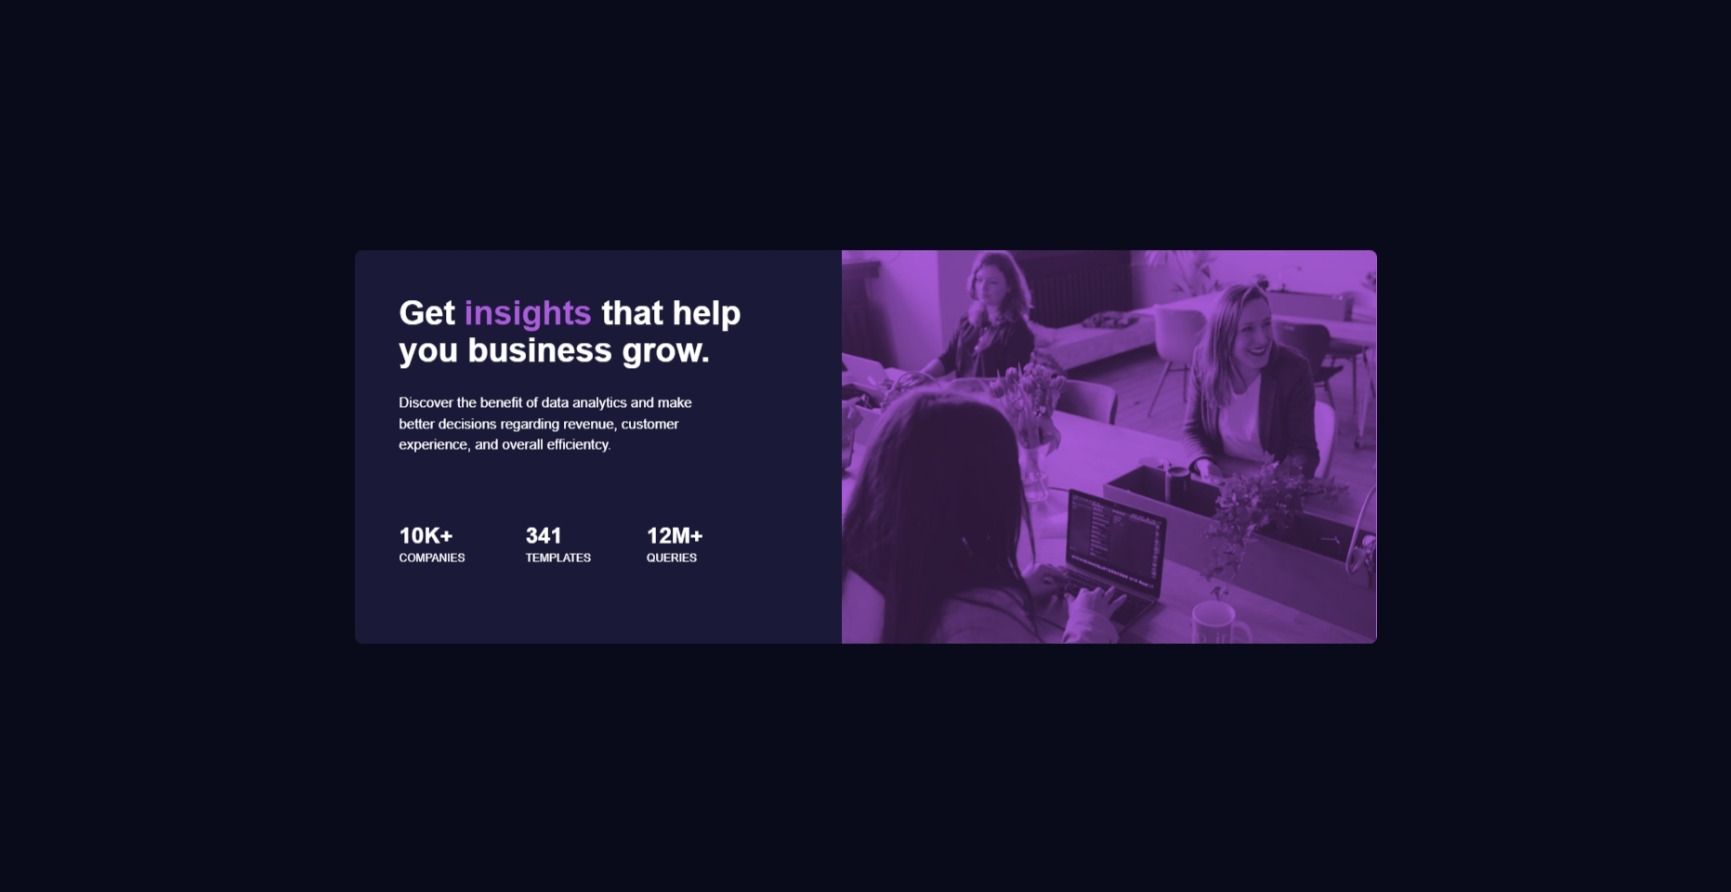 Get insights that help
you business grow.
Discover the benefit of data analytics and make
better decisions regarding revenue, customer
experience, and overall efficientcy.
10K+ 341 12M+
COMPANIES TEMPLATES QUERIES